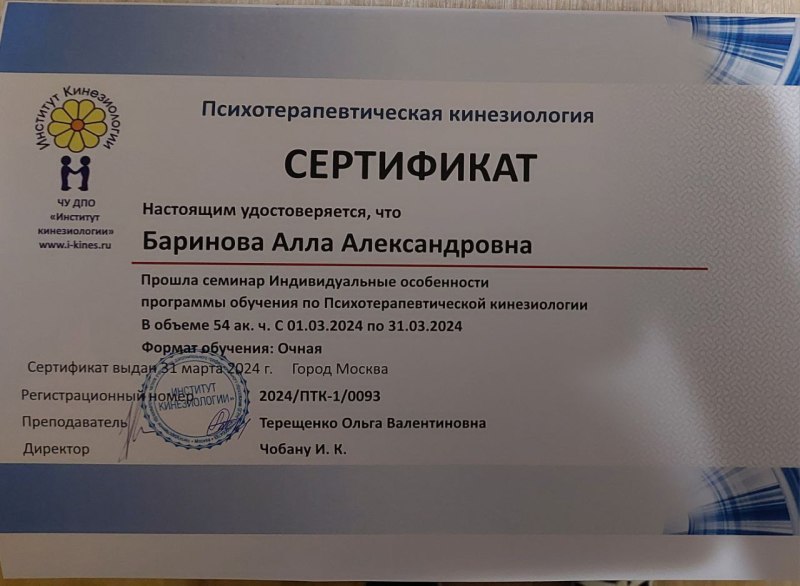 Институт Кинезиологии
ЧУ ДПО
«Институт
кинезиологии»
www.i-kines.ru
Психотерапевтическая кинезиология
СЕРТИФИКАТ
Настоящим удостоверяется, что
Баринова Алла Александровна
Прошла семинар Индивидуальные особенности
программы обучения по Психотерапевтической кинезиологии
В объеме 54 ак. ч. С 01.03.2024 по 31.03.2024
Формат обучения: Очная
Сертификат выдан 31 марта 2024 г. Город Москва
Регистрационный номер 2024/ПТК-1/0093
Преподаватель Терещенко Ольга Валентиновна
Директор Чобану И. К.
ИНСТИТУТ
КИНЕЗИОЛОГИИ»